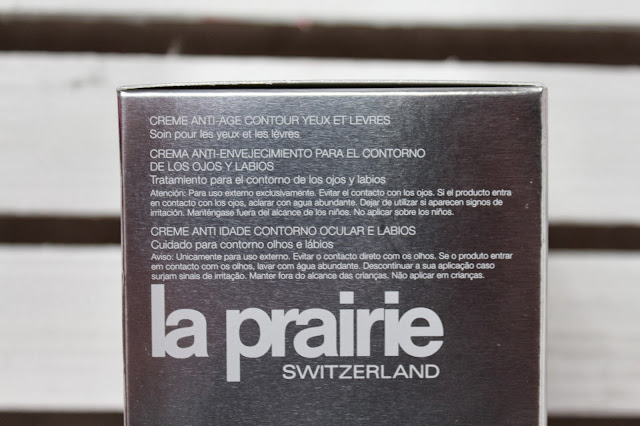 CREME ANTI-AGE CONTOUR YEUX ET LEVRES
Soin pour les yeux et les lèvres
CREMA ANTI-ENVEJECIMIENTO PARA EL CONTORNO
DE LOS OJOS Y LABIOS
Tratamiento para el contorno de los ojos y labios
Atención: Para uso externo exclusivamente. Evitar el contacto con los ojos. Si el producto entra
en contacto con los ojos, aclarar con agua abundante. Dejar de utilizar si aparecen signos de
irritación. Manténgase fuera del alcance de los niños. No aplicar sobre los niños.
CREME ANTI IDADE CONTORNO OCULAR E LABIOS
Cuidado para contorno olhos e lábios
Aviso: Unicamente para uso externo. Evitar o contacto direto com os olhos. Se o produto entrar
em contacto com os olhos, lavar com água abundante. Descontinuar a sua aplicação caso
surjam sinais de irritação. Manter fora do alcance das crianças. Não aplicar em crianças.
la prairie
SWITZERLAND